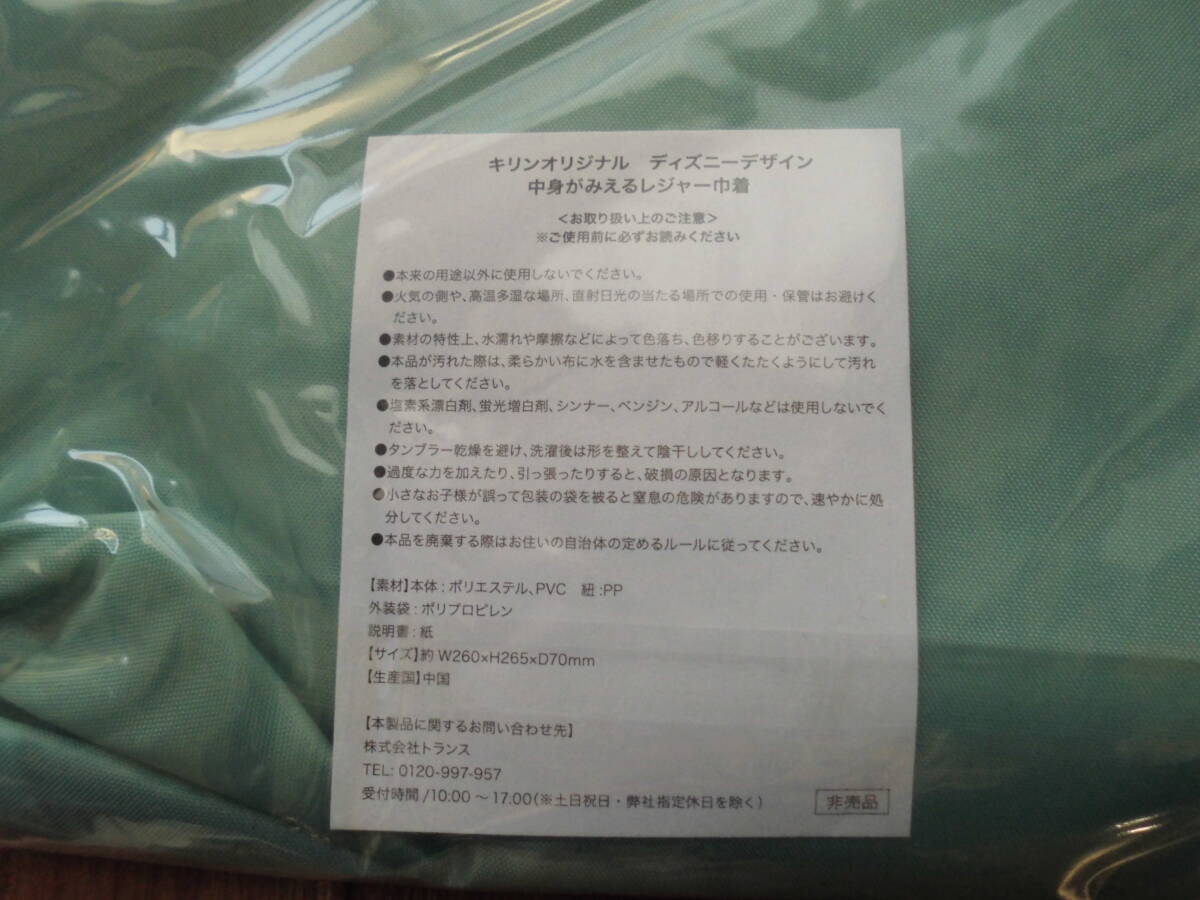 キリンオリジナル　ディズニーデザイン
中身がみえるレジャー巾着
＜お取り扱い上のご注意＞
※ご使用前に必ずお読みください
●本来の用途以外に使用しないでください。
●火気の側や、高温多湿な場所、直射日光の当たる場所での使用・保管はお避けく
ださい。
●素材の特性上、水濡れや摩擦などによって色落ち、色移りすることがございます。
●本品が汚れた際は、柔らかい布に水を含ませたもので軽くたたくようにして汚れ
を落としてください。
●塩素系漂白剤、蛍光増白剤、シンナー、ベンジン、アルコールなどは使用しないでく
ださい。
●タンブラー乾燥を避け、洗濯後は形を整えて陰干ししてください。
●過度な力を加えたり、引っ張ったりすると、破損の原因となります。
●小さなお子様が誤って包装の袋を被ると窒息の危険がありますので、速やかに処
分してください。
●本品を廃棄する際はお住いの自治体の定めるルールに従ってください。
【素材】本体：ポリエステル、PVC　紐：PP
外装袋：ポリプロピレン
説明書：紙
【サイズ】約 W260×H265×D70mm
【生産国】中国
【本製品に関するお問い合わせ先】
株式会社トランス
TEL: 0120-997-957
受付時間/10:00 ～ 17:00（※土日祝日・弊社指定休日を除く）
非売品